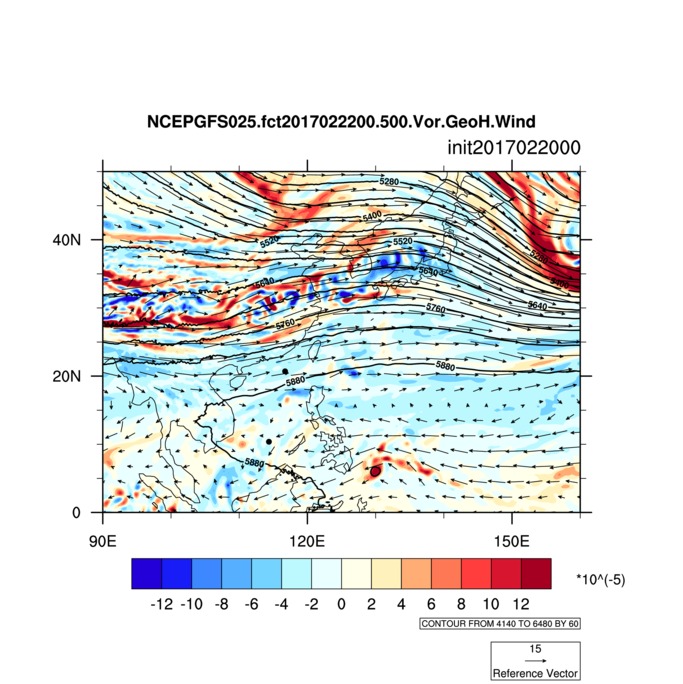 NCEPGFS025.fct2017022200.500.Vor.GeoH.Wind
init2017022000
5280
5400
5520
5520
40N
5640
5640
5640
5760
5760
5880
5880
20N
5880
0
90E 120E 150E
-12 -10 -8 -6 -4 -2 0 2 4 6 8 10 12
*10^(-5)
CONTOUR FROM 4140 TO 6480 BY 60
15
Reference Vector